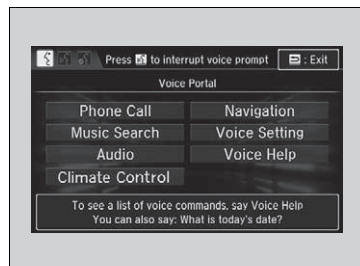 Press to interrupt voice prompt : Exit
Voice Portal
Phone Call Navigation
Music Search Voice Setting
Audio Voice Help
Climate Control
To see a list of voice commands, say Voice Help
You can also say: What is today's date?